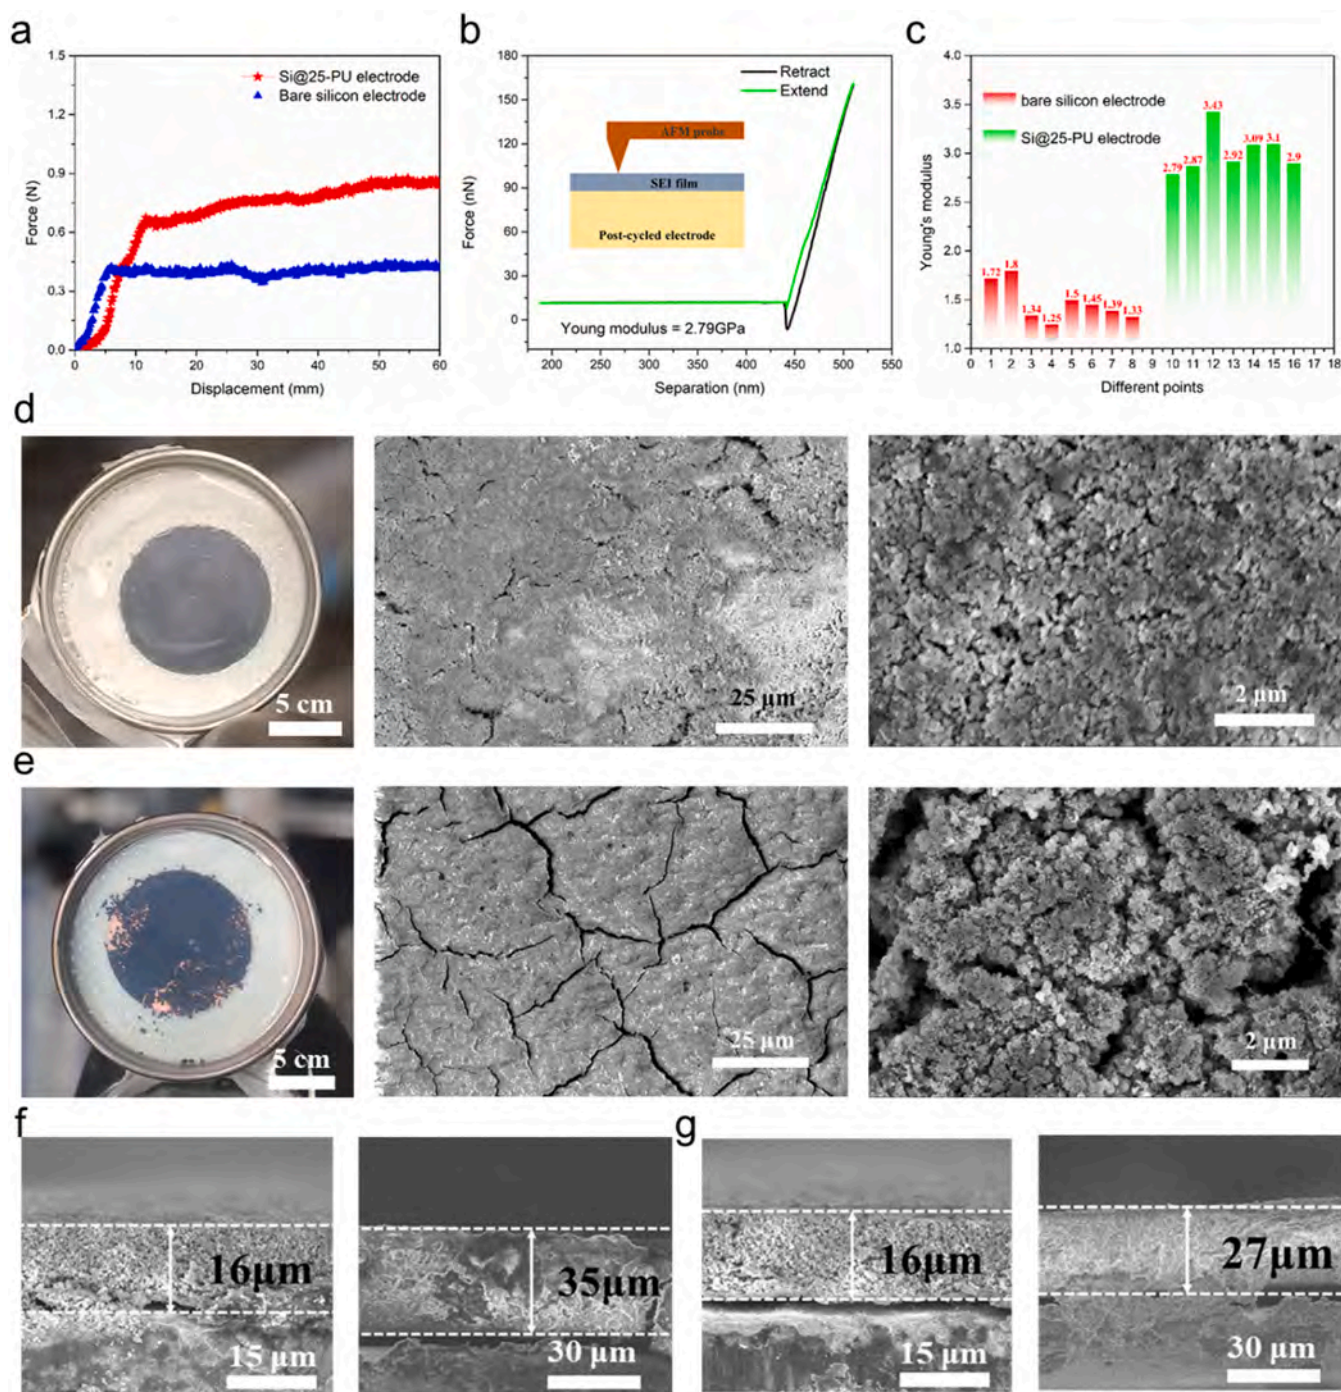 a
1.5
1.2
0.9
0.6
0.3
0.0
Force (N)
Si@25-PU electrode
Bare silicon electrode
0 10 20 30 40 50 60
Displacement (mm)
b
180
150
120
90
60
30
0
Force (nN)
Retract
Extend
AFM probe
SEI film
Post-cycled electrode
Young modulus = 2.79GPa
200 250 300 350 400 450 500 550
Separation (nm)
c
4.0
3.5
3.0
2.5
2.0
1.5
1.0
Young's modulus
bare silicon electrode
Si@25-PU electrode
1.72 1.8 1.34 1.25 1.5 1.45 1.39 1.33 2.79 2.87 3.43 2.92 3.09 3.1 2.9
0 1 2 3 4 5 6 7 8 9 10 11 12 13 14 15 16 17 18
Different points
d
5 cm
25 μm
2 μm
e
5 cm
25 μm
2 μm
f
16μm
15 μm
35μm
30 μm
g
16μm
15 μm
27μm
30 μm